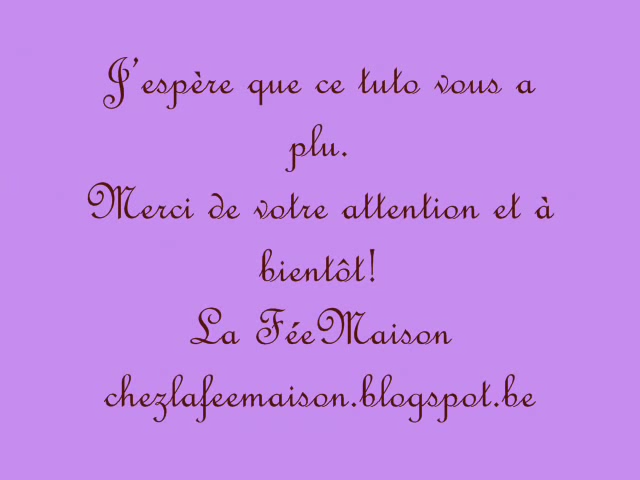 J'espère que ce tuto vous a
plu.
Merci de votre attention et à
bientôt!
La FéeMaison
chezlafeemaison.blogspot.be